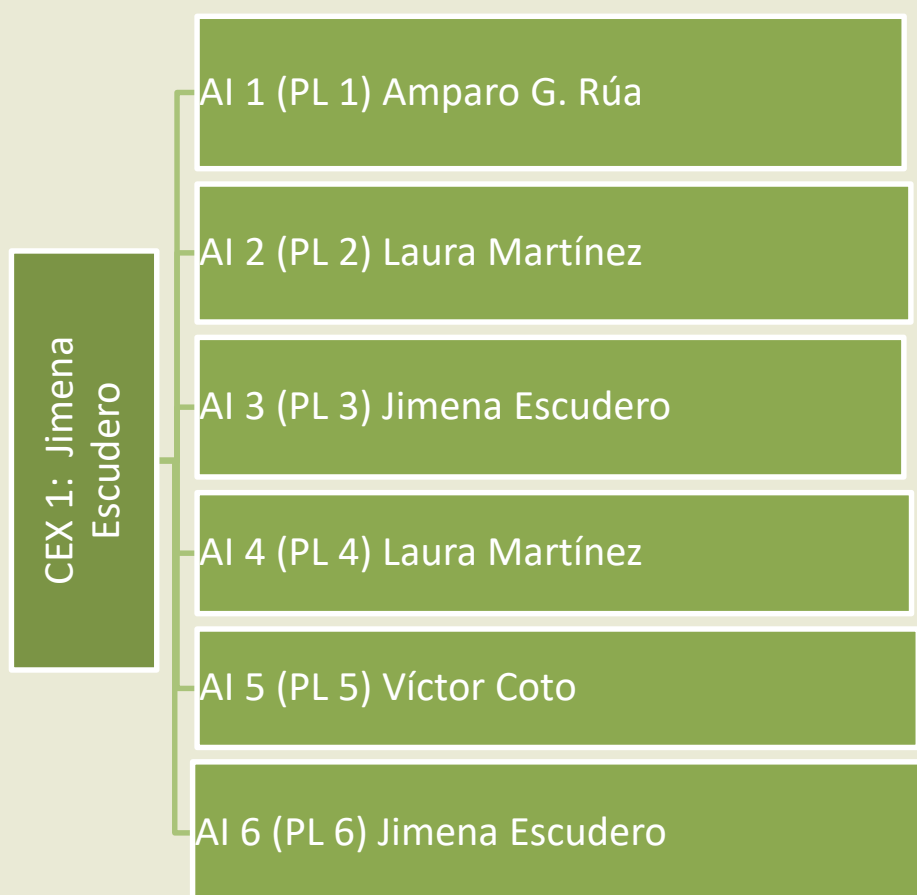 CEX 1:  Jimena
Escudero
AI 1 (PL 1) Amparo G. Rúa
AI 2 (PL 2) Laura Martínez
AI 3 (PL 3) Jimena Escudero
AI 4 (PL 4) Laura Martínez
AI 5 (PL 5) Víctor Coto
AI 6 (PL 6) Jimena Escudero